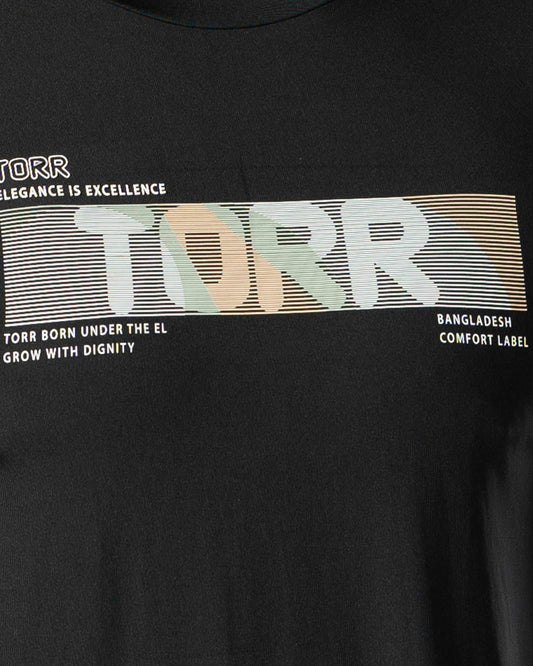 TORR
ELEGANCE IS EXCELLENCE
TORR
TORR BORN UNDER THE EL
GROW WITH DIGNITY
BANGLADESH
COMFORT LABEL